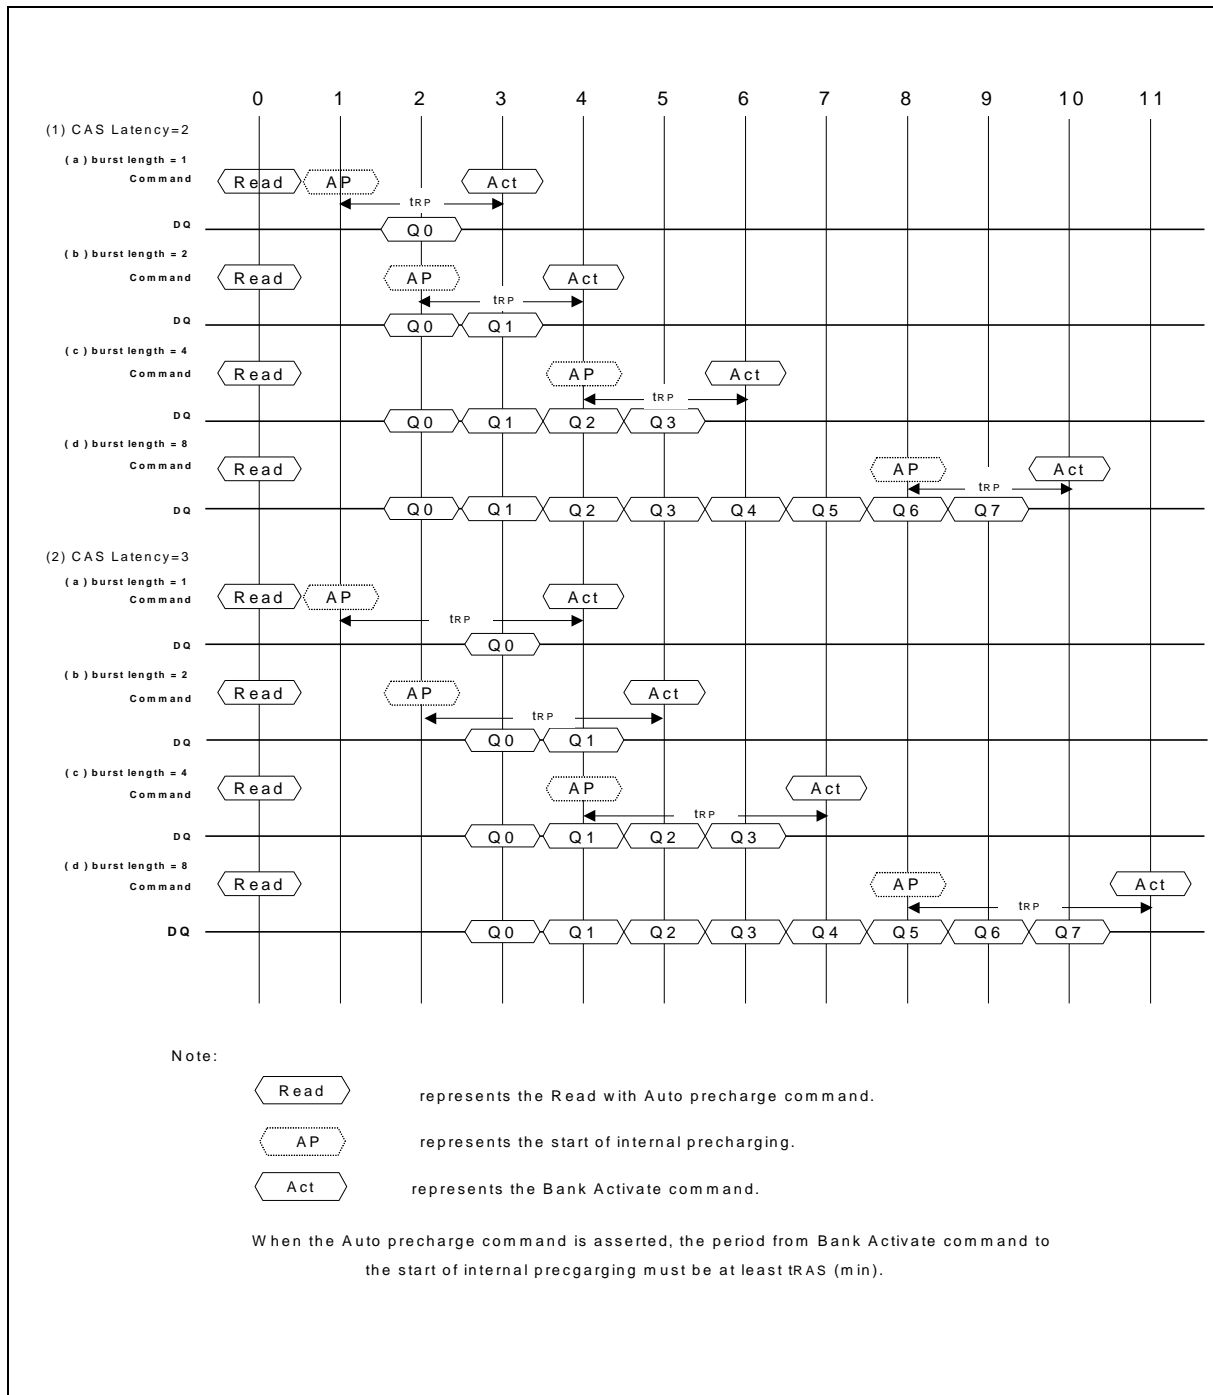 0 1 2 3 4 5 6 7 8 9 10 11
(1) CAS Latency=2
(a) burst length = 1
Command Read AP Act
tRP
DQ Q0
(b) burst length = 2
Command Read AP Act
tRP
DQ Q0 Q1
(c) burst length = 4
Command Read AP Act
tRP
DQ Q0 Q1 Q2 Q3
(d) burst length = 8
Command Read AP Act
tRP
DQ Q0 Q1 Q2 Q3 Q4 Q5 Q6 Q7
(2) CAS Latency=3
(a) burst length = 1
Command Read AP Act
tRP
DQ Q0
(b) burst length = 2
Command Read AP Act
tRP
DQ Q0 Q1
(c) burst length = 4
Command Read AP Act
tRP
DQ Q0 Q1 Q2 Q3
(d) burst length = 8
Command Read AP Act
tRP
DQ Q0 Q1 Q2 Q3 Q4 Q5 Q6 Q7
Note:
Read represents the Read with Auto precharge command.
AP represents the start of internal precharging.
Act represents the Bank Activate command.
When the Auto precharge command is asserted, the period from Bank Activate command to
the start of internal precgarging must be at least tRAS (min).